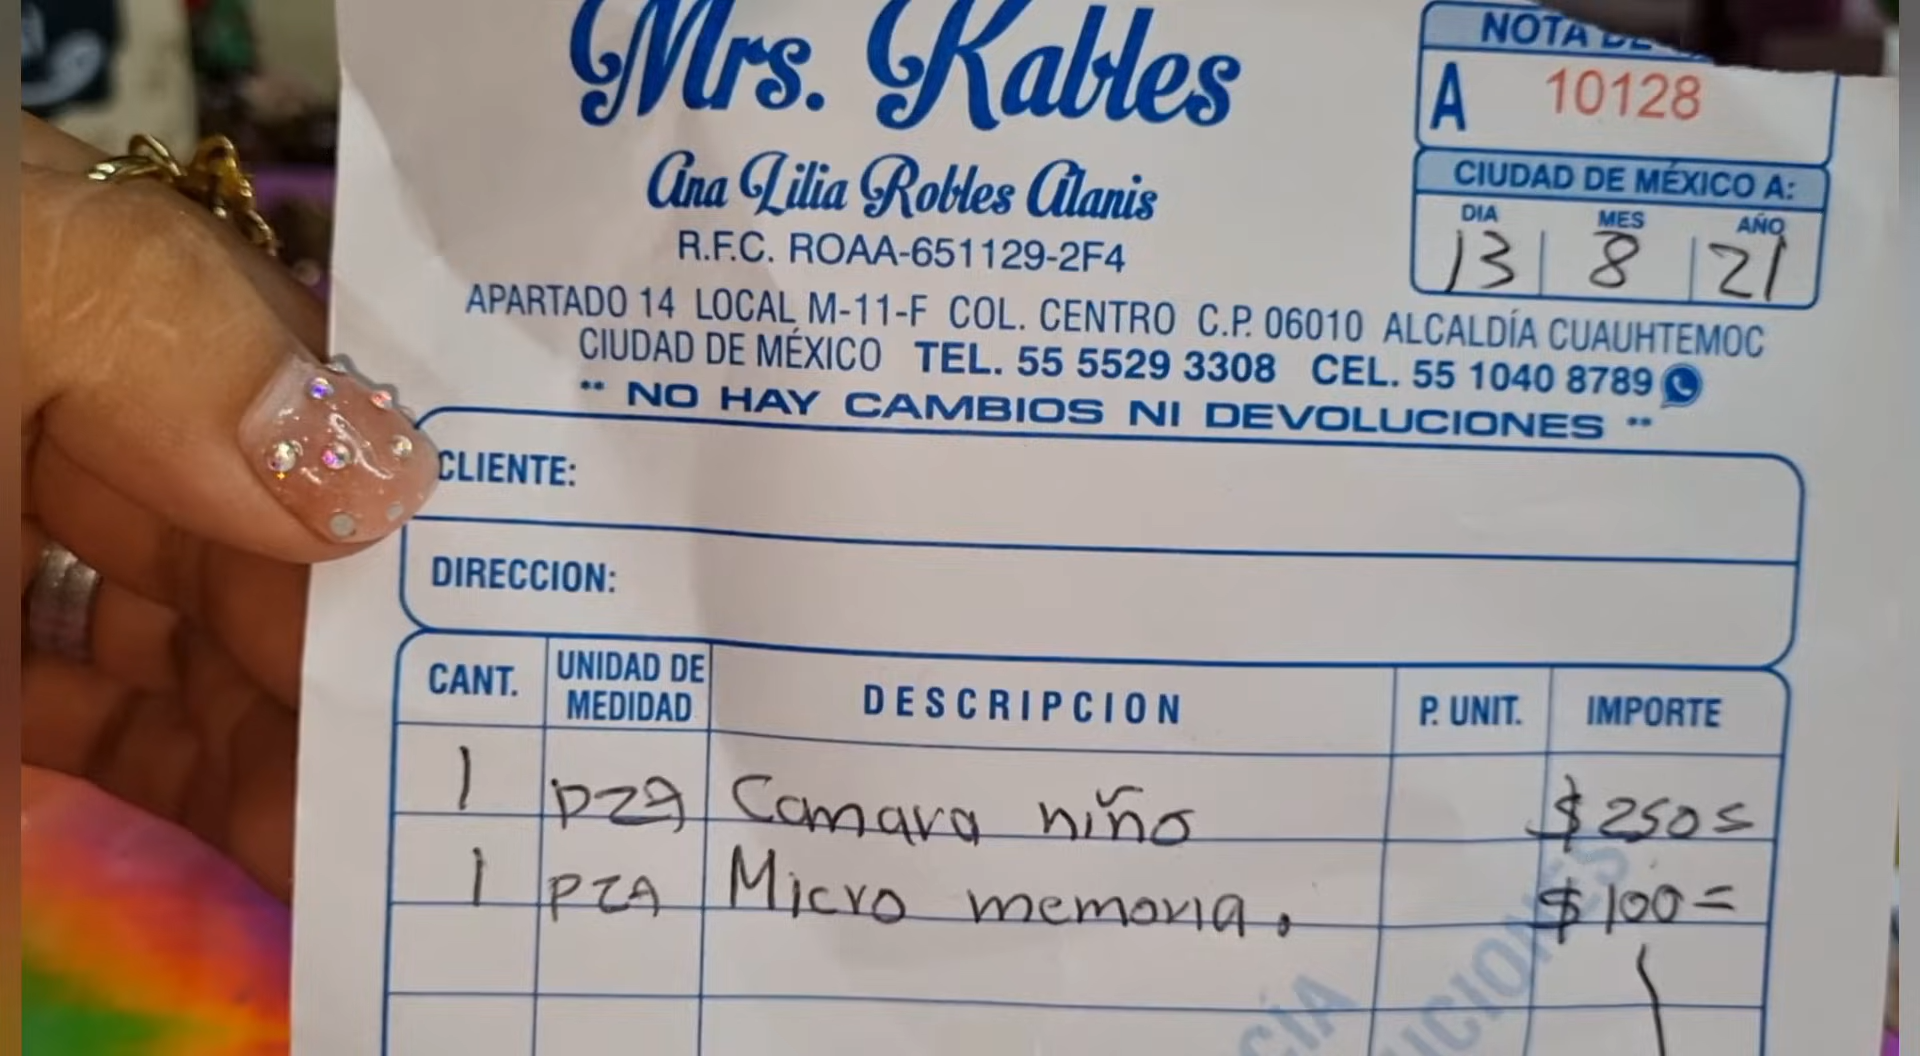 Mrs. Kables
NOTA DE
A 10128
Ana Lilia Robles Alanis
R.F.C. ROAA-651129-2F4
CIUDAD DE MÉXICO A:
DIA MES AÑO
13 8 21
APARTADO 14 LOCAL M-11-F COL. CENTRO C.P. 06010 ALCALDÍA CUAUHTEMOC
CIUDAD DE MÉXICO TEL. 55 5529 3308 CEL. 55 1040 8789
** NO HAY CAMBIOS NI DEVOLUCIONES **
CLIENTE:
DIRECCION:
CANT. UNIDAD DE MEDIDAD DESCRIPCION P. UNIT. IMPORTE
1 PZA Camara niño $250=
1 PZA Micro memoria. $100=